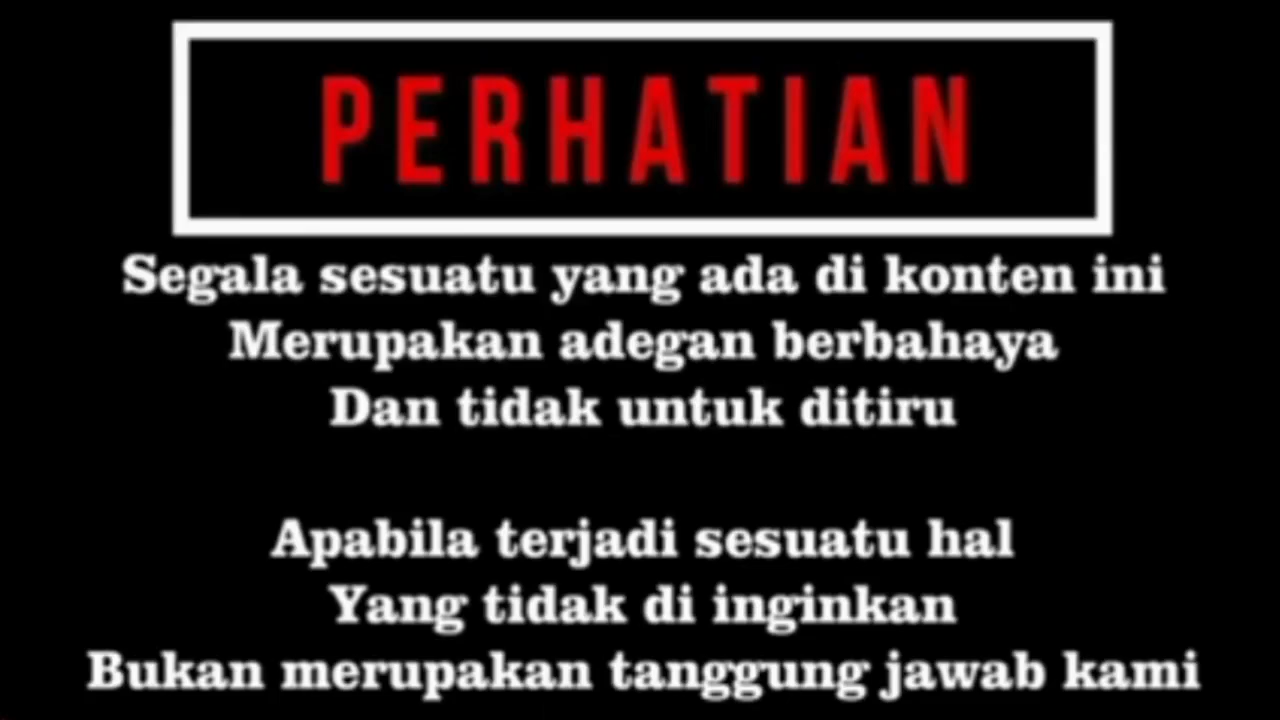 PERHATIAN
Segala sesuatu yang ada di konten ini
Merupakan adegan berbahaya
Dan tidak untuk ditiru
Apabila terjadi sesuatu hal
Yang tidak di inginkan
Bukan merupakan tanggung jawab kami